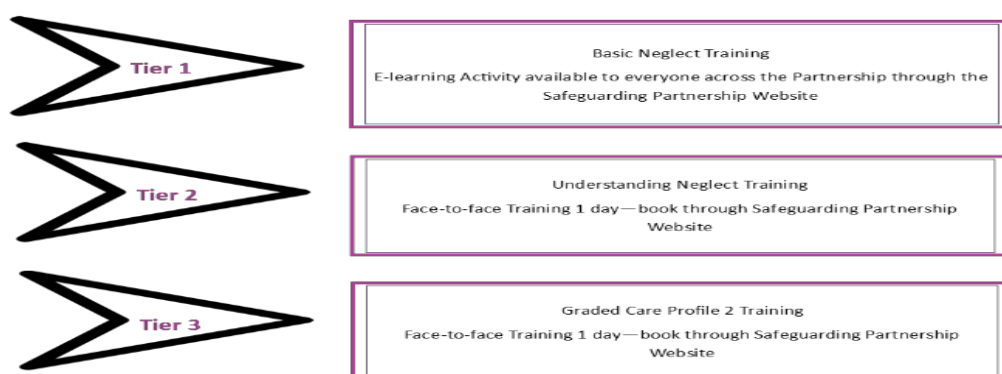 Tier 1
Basic Neglect Training
E-learning Activity available to everyone across the Partnership through the
Safeguarding Partnership Website
Tier 2
Understanding Neglect Training
Face-to-face Training 1 day—book through Safeguarding Partnership
Website
Tier 3
Graded Care Profile 2 Training
Face-to-face Training 1 day—book through Safeguarding Partnership
Website